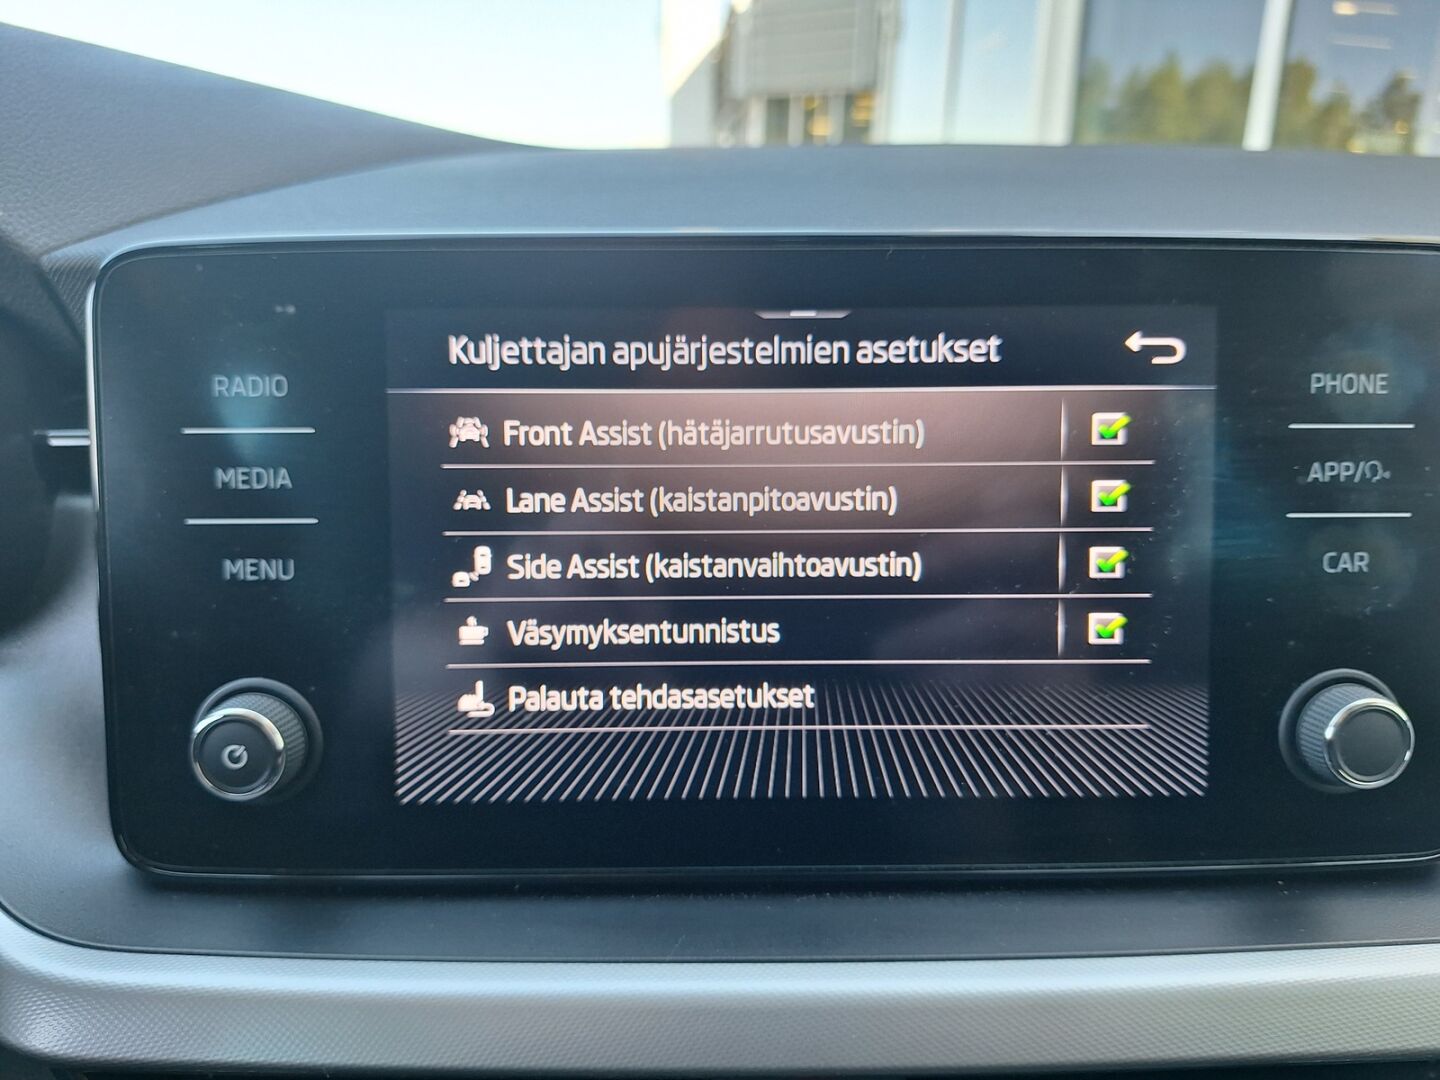 Kuljettajan apujärjestelmien asetukset
RADIO
MEDIA
MENU
Front Assist (hätäjarrutusavustin)
Lane Assist (kaistanpitoavustin)
Side Assist (kaistanvaihtoavustin)
Väsymyksentunnistus
Palauta tehdasasetukset
PHONE
APP/
CAR